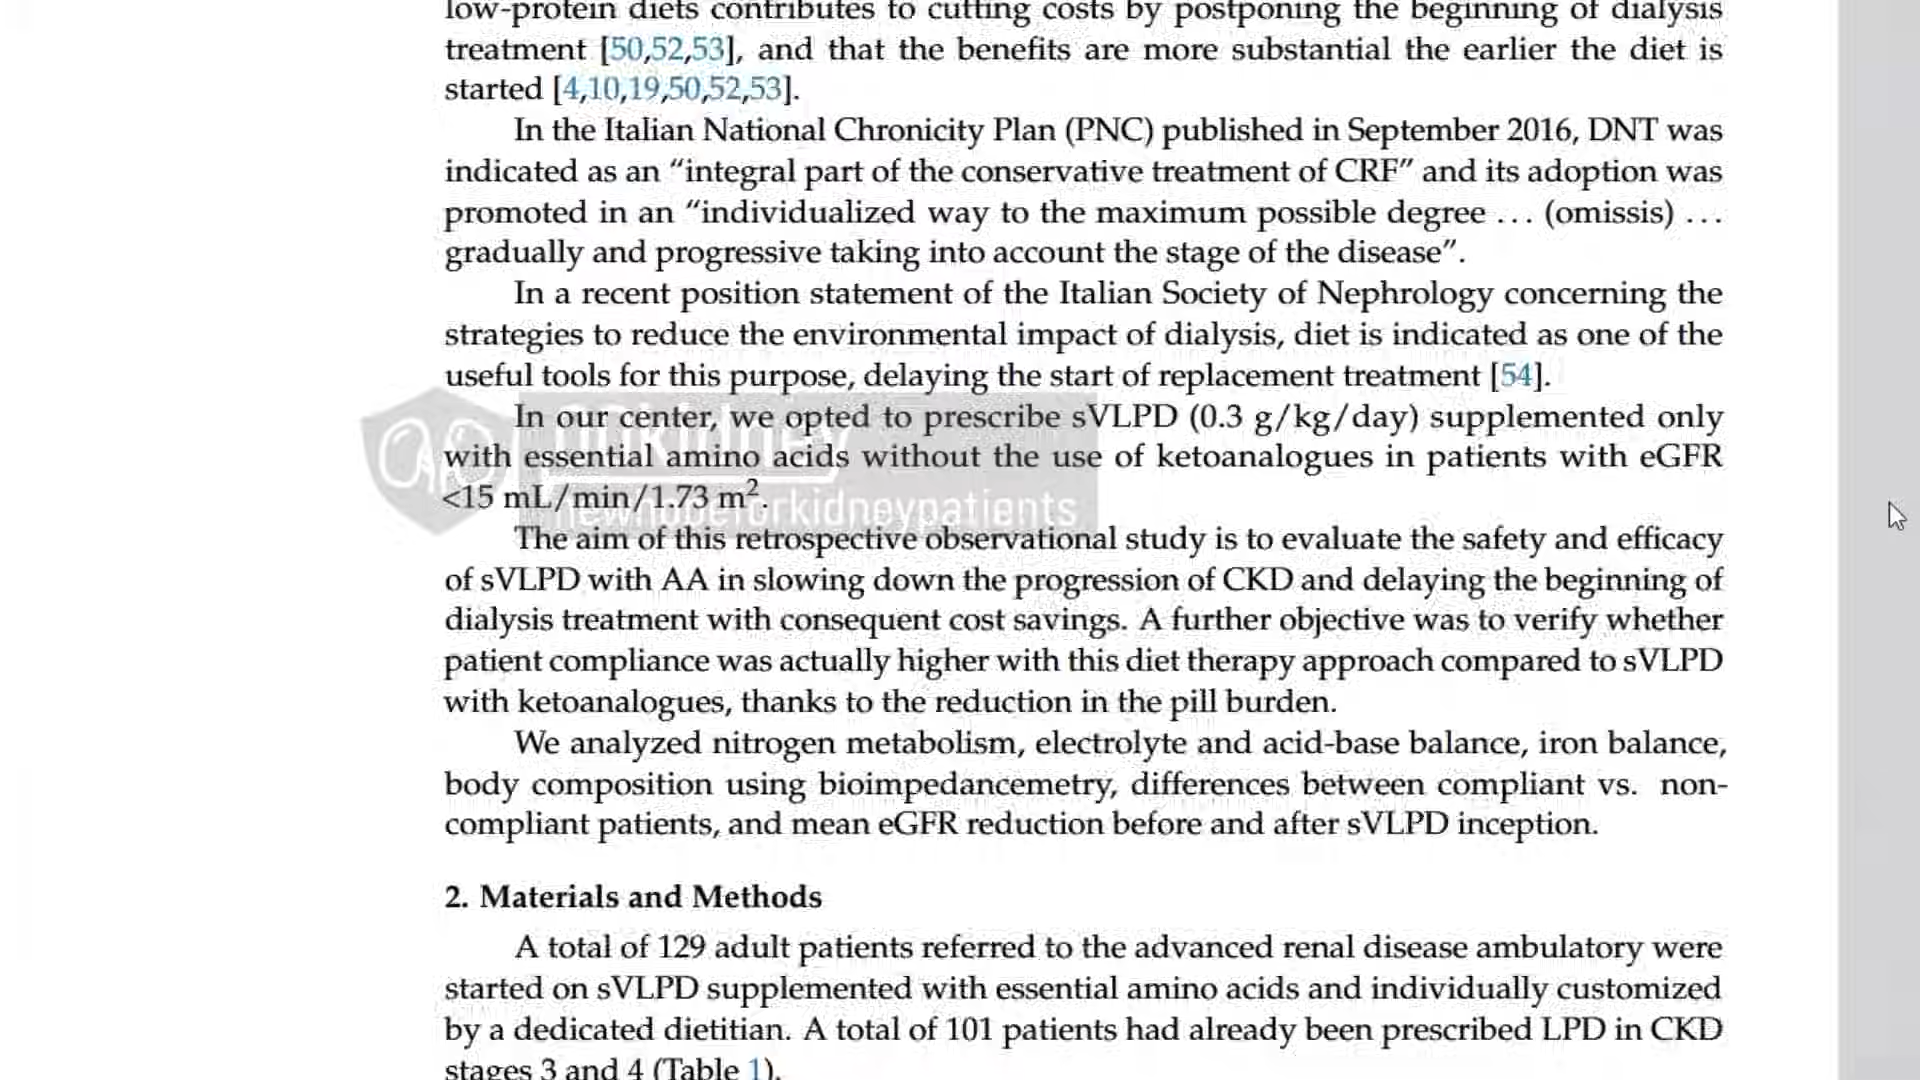 low-protein diets contributes to cutting costs by postponing the beginning of dialysis
treatment [50,52,53], and that the benefits are more substantial the earlier the diet is
started [4,10,19,50,52,53].
In the Italian National Chronicity Plan (PNC) published in September 2016, DNT was
indicated as an “integral part of the conservative treatment of CRF” and its adoption was
promoted in an “individualized way to the maximum possible degree … (omissis) …
gradually and progressive taking into account the stage of the disease”.
In a recent position statement of the Italian Society of Nephrology concerning the
strategies to reduce the environmental impact of dialysis, diet is indicated as one of the
useful tools for this purpose, delaying the start of replacement treatment [54].
In our center, we opted to prescribe sVLPD (0.3 g/kg/day) supplemented only
with essential amino acids without the use of ketoanalogues in patients with eGFR
<15 mL/min/1.73 m².
newhopeforkidneypatients
The aim of this retrospective observational study is to evaluate the safety and efficacy
of sVLPD with AA in slowing down the progression of CKD and delaying the beginning of
dialysis treatment with consequent cost savings. A further objective was to verify whether
patient compliance was actually higher with this diet therapy approach compared to sVLPD
with ketoanalogues, thanks to the reduction in the pill burden.
We analyzed nitrogen metabolism, electrolyte and acid-base balance, iron balance,
body composition using bioimpedancemetry, differences between compliant vs. non-
compliant patients, and mean eGFR reduction before and after sVLPD inception.
2. Materials and Methods
A total of 129 adult patients referred to the advanced renal disease ambulatory were
started on sVLPD supplemented with essential amino acids and individually customized
by a dedicated dietitian. A total of 101 patients had already been prescribed LPD in CKD
stages 3 and 4 (Table 1).